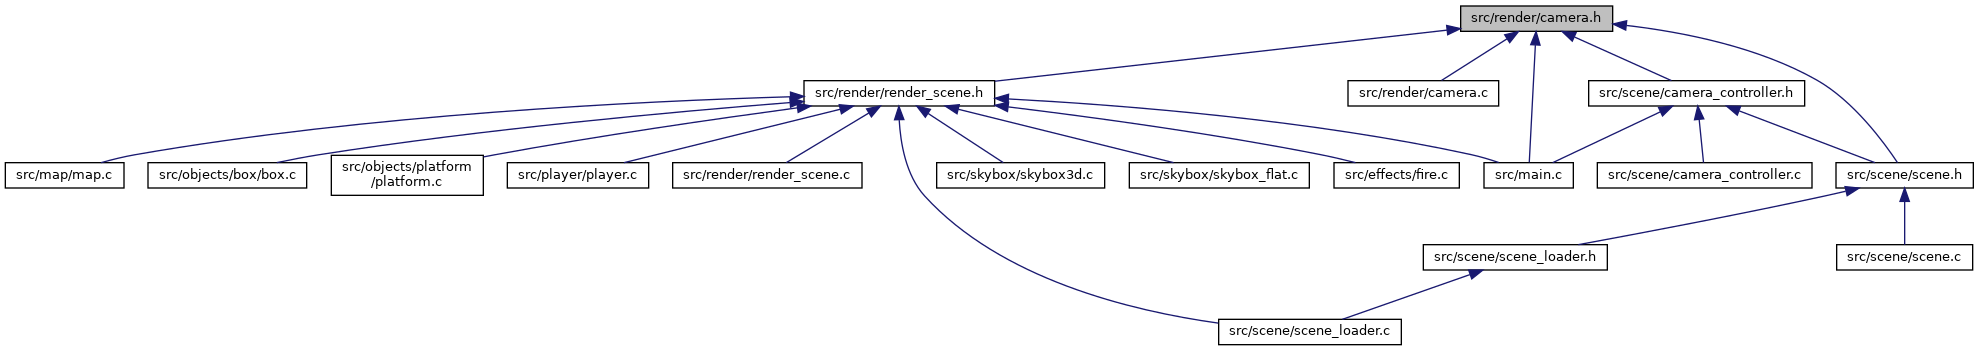 src/render/camera.h
src/render/render_scene.h
src/render/camera.c
src/scene/camera_controller.h
src/map/map.c
src/objects/box/box.c
src/objects/platform
/platform.c
src/player/player.c
src/render/render_scene.c
src/skybox/skybox3d.c
src/skybox/skybox_flat.c
src/effects/fire.c
src/main.c
src/scene/camera_controller.c
src/scene/scene.h
src/scene/scene_loader.h
src/scene/scene.c
src/scene/scene_loader.c